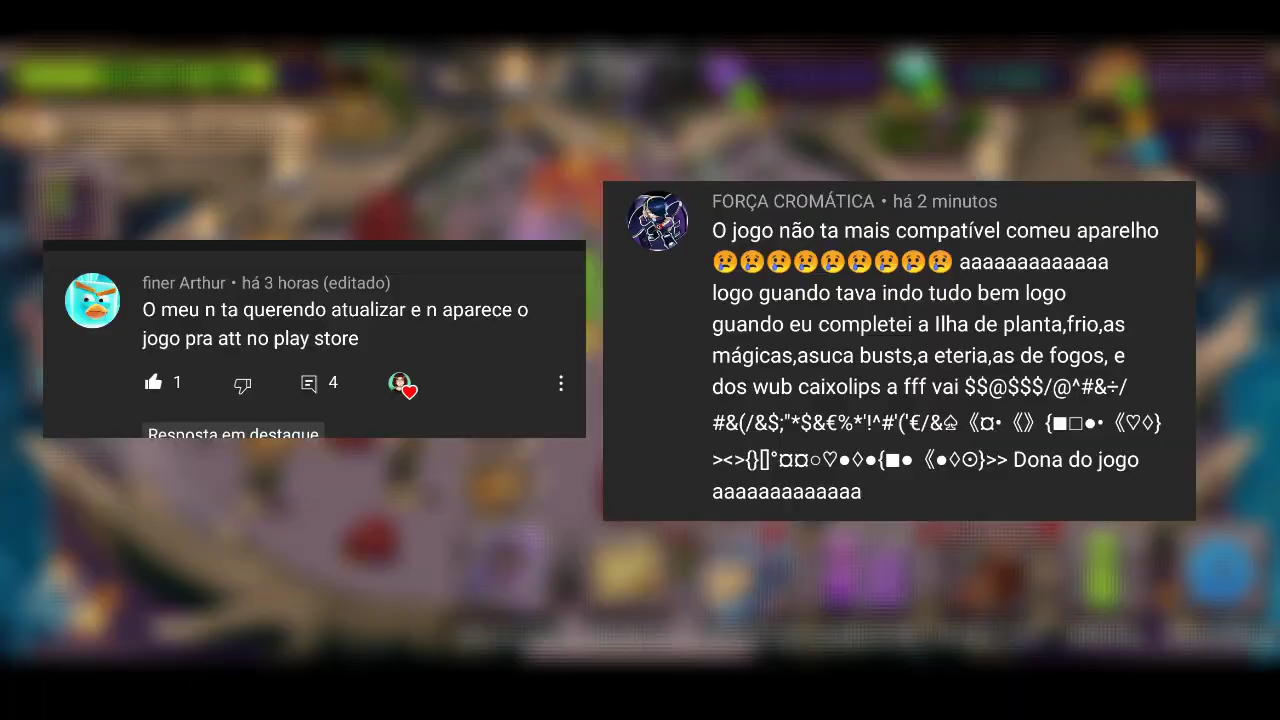 finer Arthur • há 3 horas (editado)
O meu n ta querendo atualizar e n aparece o
jogo pra att no play store
1
4
Resposta em destaque
FORÇA CROMÁTICA • há 2 minutos
O jogo não ta mais compatível comeu aparelho
😢😢😢😢😢😢😢😢😢 aaaaaaaaaaaaa
logo guando tava indo tudo bem logo
guando eu completei a Ilha de planta,frio,as
mágicas,asuca busts,a eteria,as de fogos, e
dos wub caixolips a fff vai $$@$$$/@^#&÷/
#&(/&$;"*$&€%*'!^#'('€/&♤《¤•《》{■□●•《♡◊}
><>{}[]°¤¤○♡●◊●{■●《●◊⊙}>> Dona do jogo
aaaaaaaaaaaaa